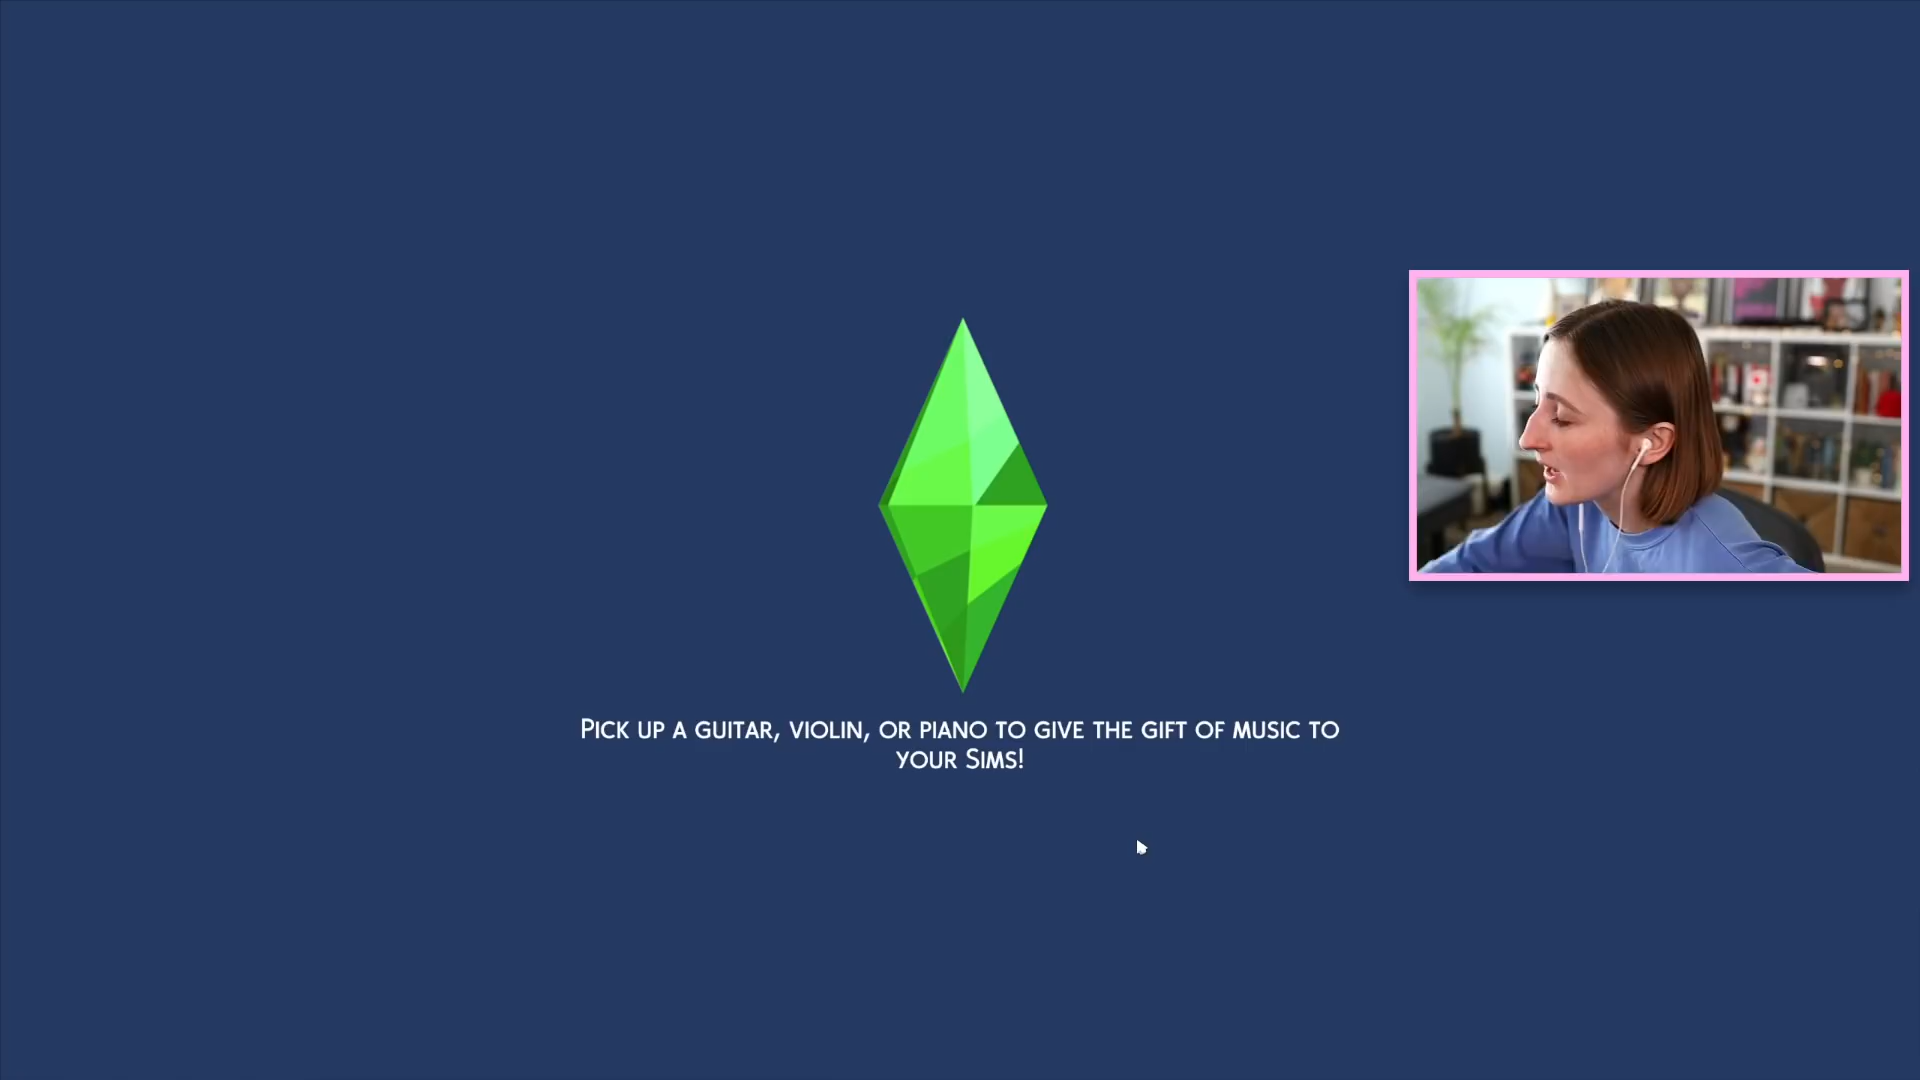 Pick up a guitar, violin, or piano to give the gift of music to
your Sims!